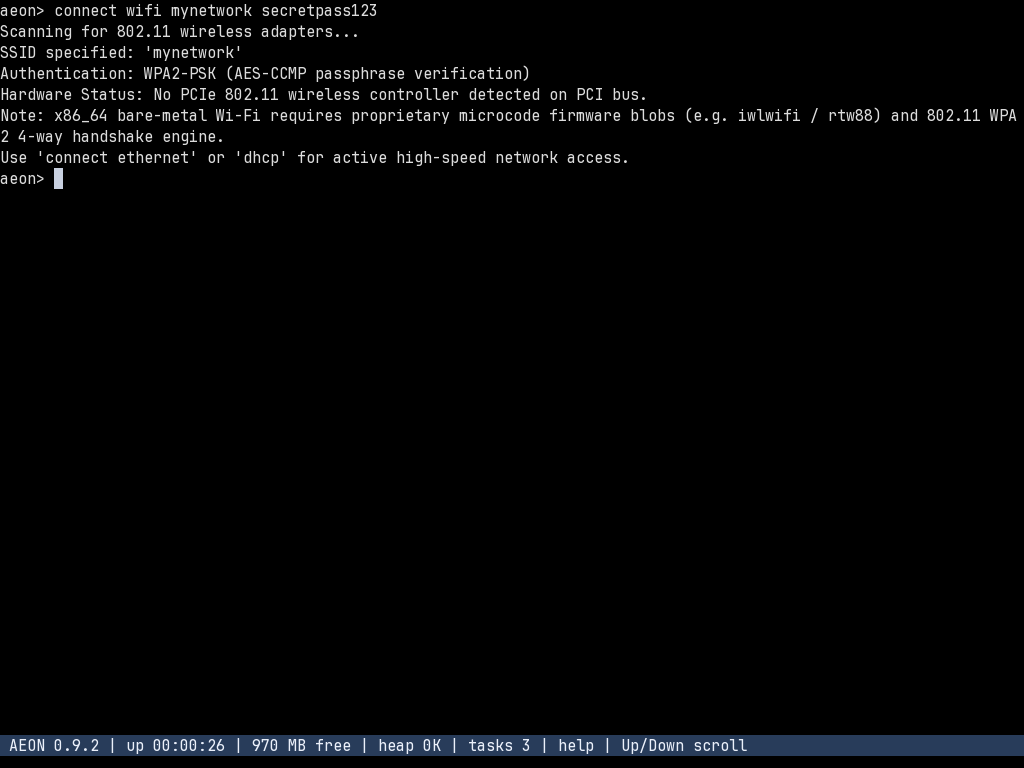 aeon> connect wifi mynetwork secretpass123
Scanning for 802.11 wireless adapters...
SSID specified: 'mynetwork'
Authentication: WPA2-PSK (AES-CCMP passphrase verification)
Hardware Status: No PCIe 802.11 wireless controller detected on PCI bus.
Note: x86_64 bare-metal Wi-Fi requires proprietary microcode firmware blobs (e.g. iwlwifi / rtw88) and 802.11 WPA
2 4-way handshake engine.
Use 'connect ethernet' or 'dhcp' for active high-speed network access.
aeon>
AEON 0.9.2 | up 00:00:26 | 970 MB free | heap OK | tasks 3 | help | Up/Down scroll